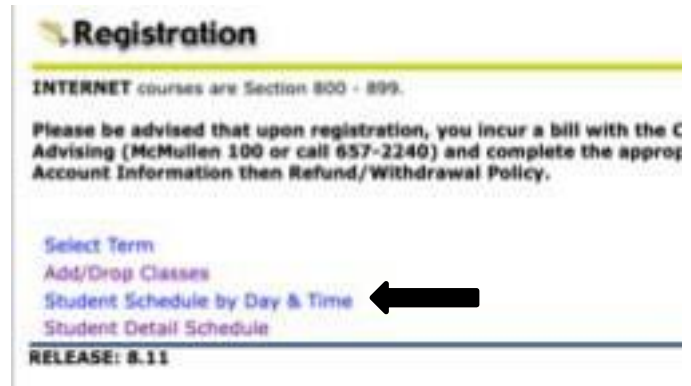 Registration
INTERNET courses are Section 800 - 899.
Please be advised that upon registration, you incur a bill with the C
Advising (McMullen 100 or call 657-2240) and complete the approp
Account Information then Refund/Withdrawal Policy.
Select Term
Add/Drop Classes
Student Schedule by Day & Time
Student Detail Schedule
RELEASE: 8.11